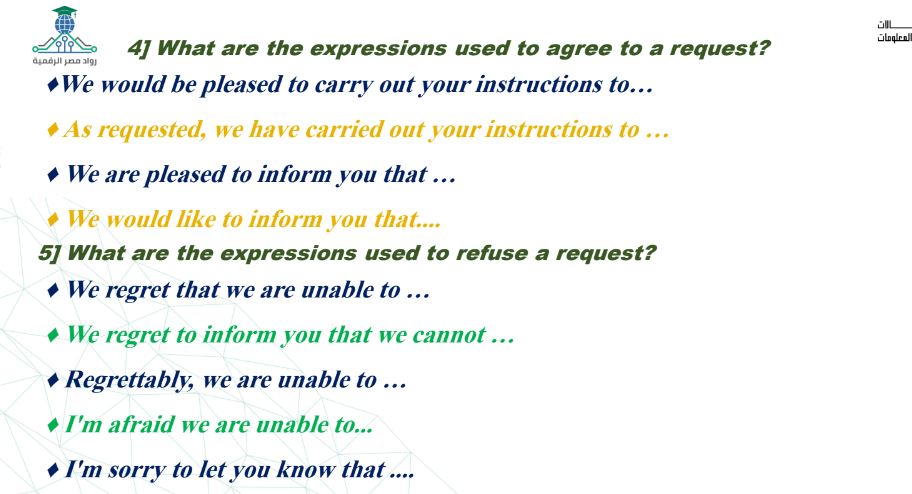 رواد مصر الرقمية
4] What are the expressions used to agree to a request?
♦We would be pleased to carry out your instructions to…
♦ As requested, we have carried out your instructions to …
♦ We are pleased to inform you that …
♦ We would like to inform you that....
5] What are the expressions used to refuse a request?
♦ We regret that we are unable to …
♦ We regret to inform you that we cannot …
♦ Regrettably, we are unable to …
♦ I'm afraid we are unable to...
♦ I'm sorry to let you know that ....